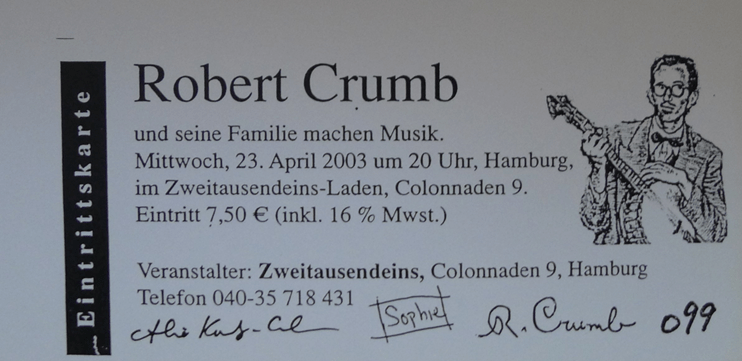 Eintrittskarte
Robert Crumb
und seine Familie machen Musik.
Mittwoch, 23. April 2003 um 20 Uhr, Hamburg,
im Zweitausendeins-Laden, Colonnaden 9.
Eintritt 7,50 € (inkl. 16 % Mwst.)
Veranstalter: Zweitausendeins, Colonnaden 9, Hamburg
Telefon 040-35 718 431
Sophie R. Crumb 099